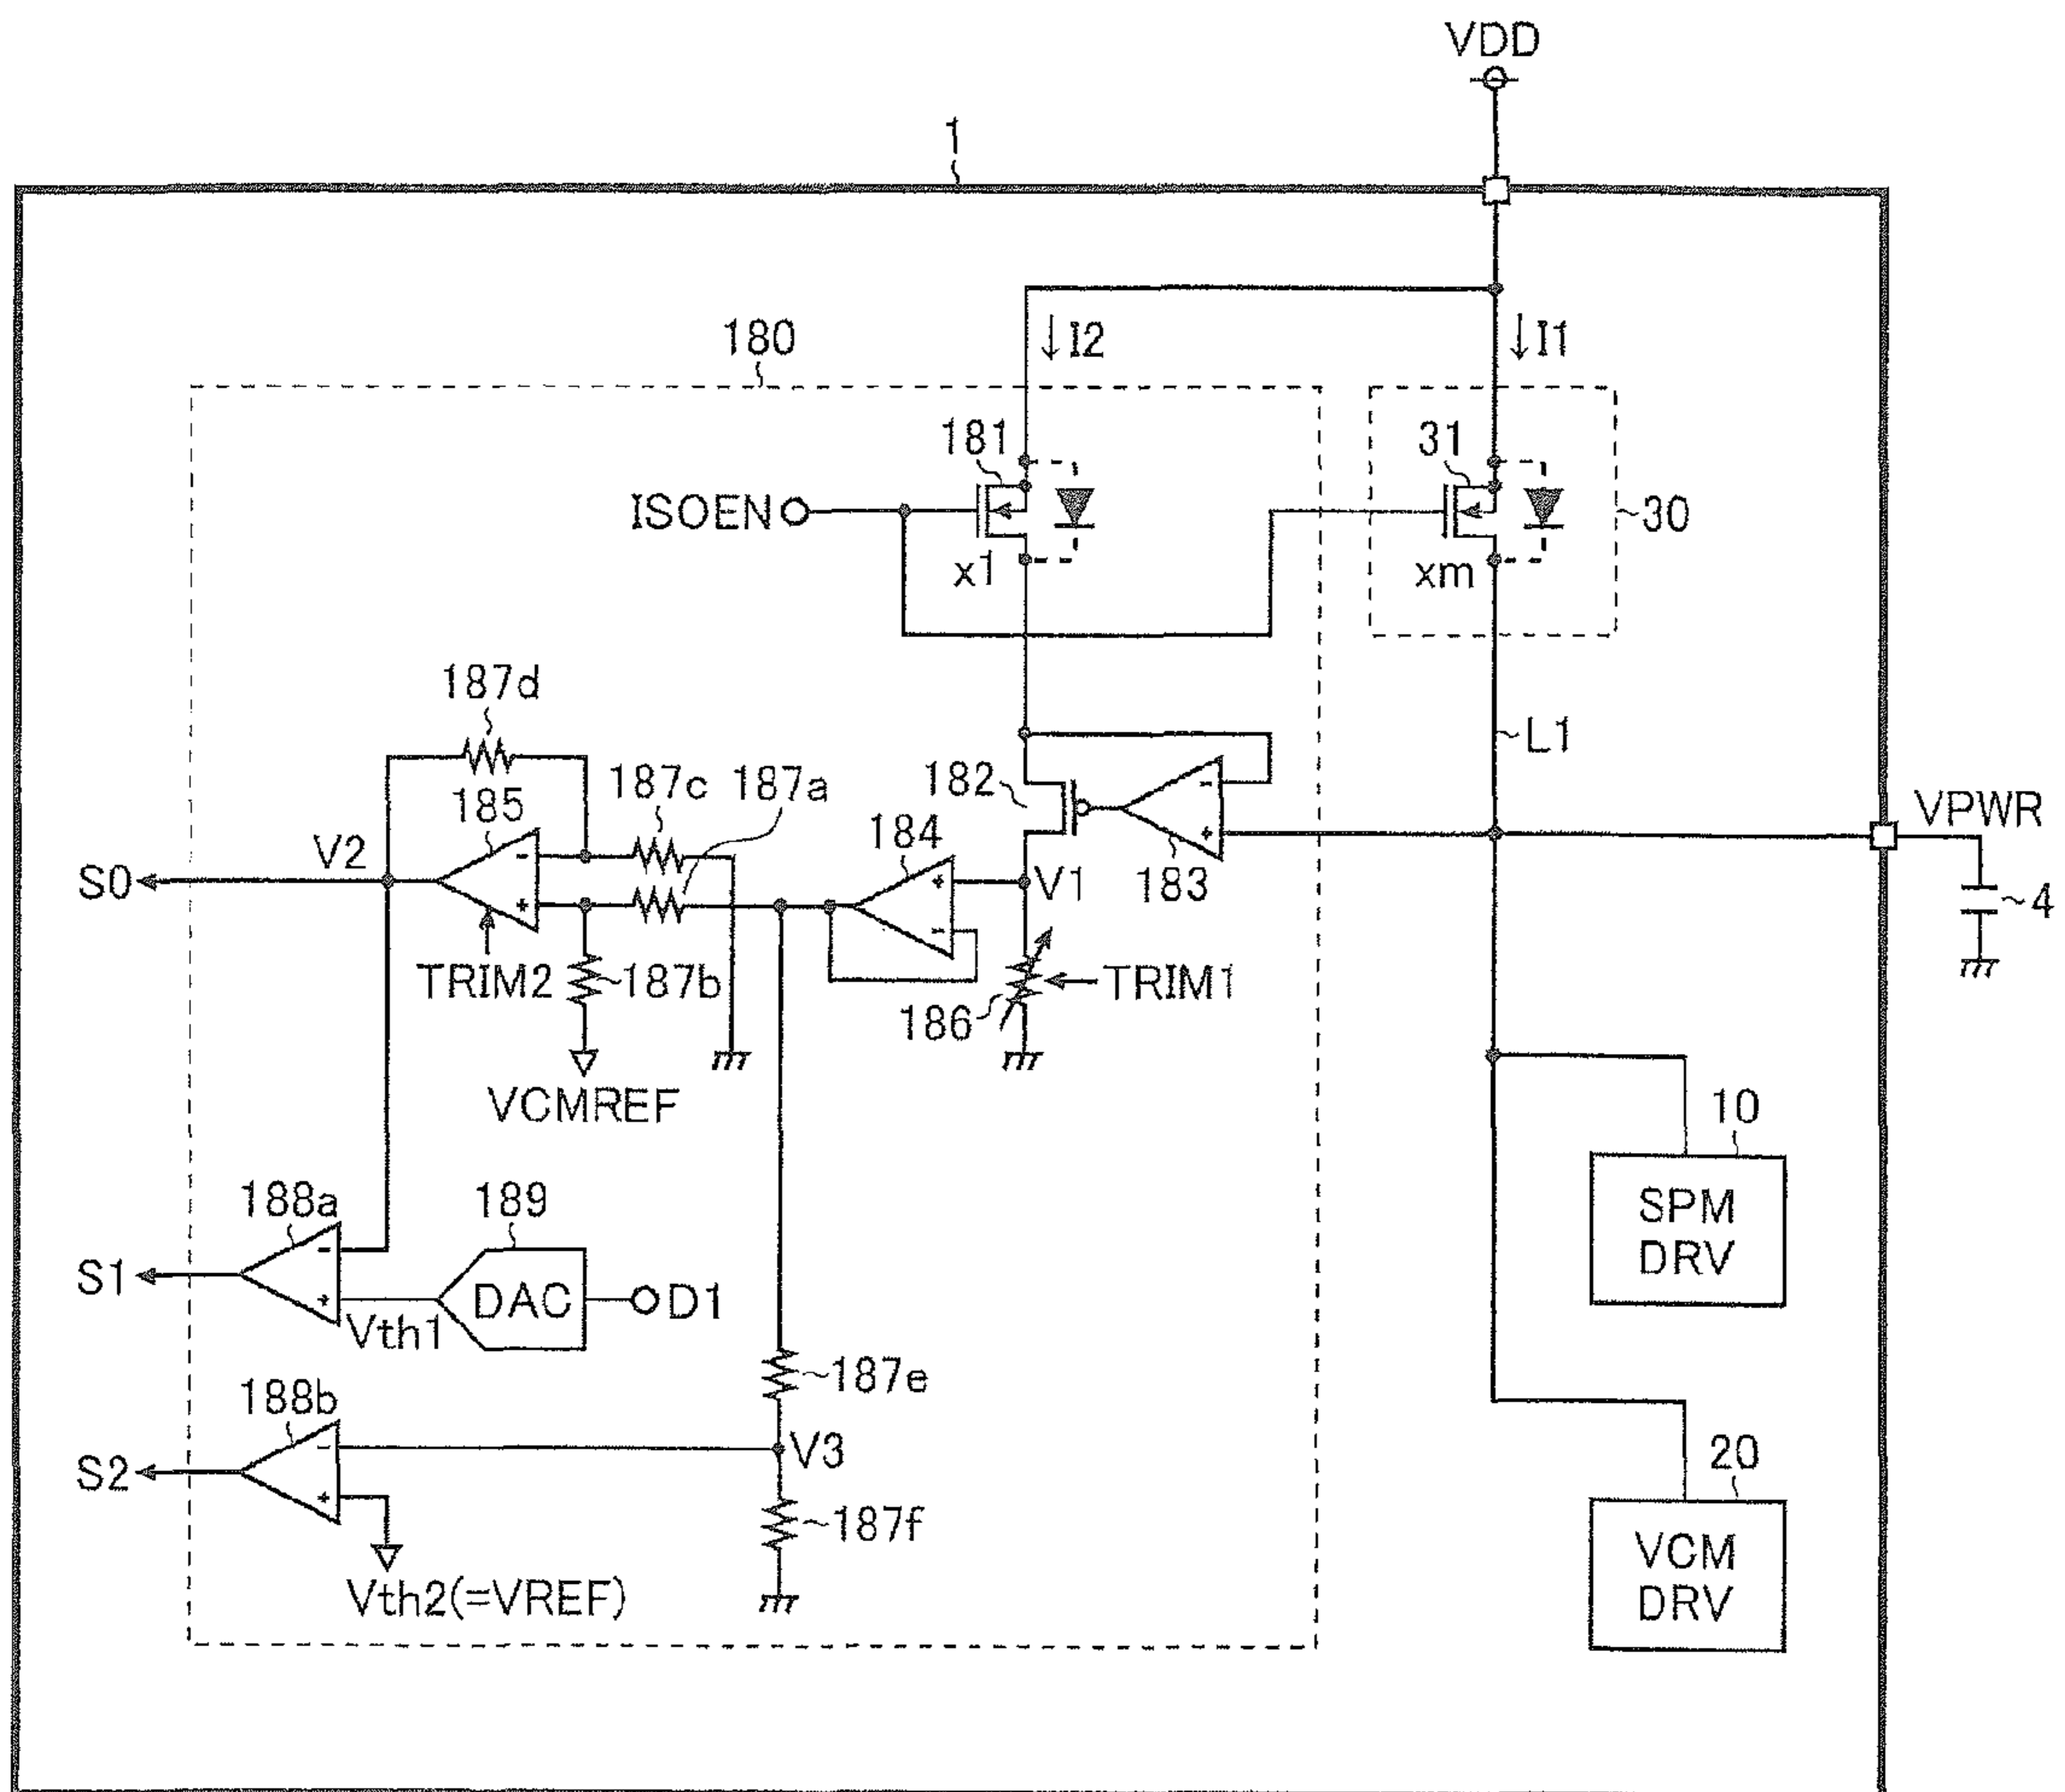 VDD
1
180
I2
I1
181
31
ISOEN
30
x1
xm
187d
L1
182
187c
187a
185
184
VPWR
V2
S0
V1
183
4
TRIM2
187b
TRIM1
186
VCMREF
10
188a
189
SPM
DRV
S1
DAC
D1
Vth1
187e
188b
V3
20
S2
187f
VCM
DRV
Vth2(=VREF)